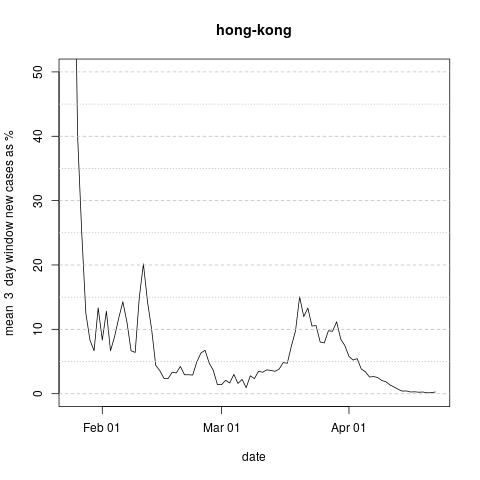 hong-kong
mean 3 day window new cases as %
50
40
30
20
10
0
Feb 01
Mar 01
Apr 01
date